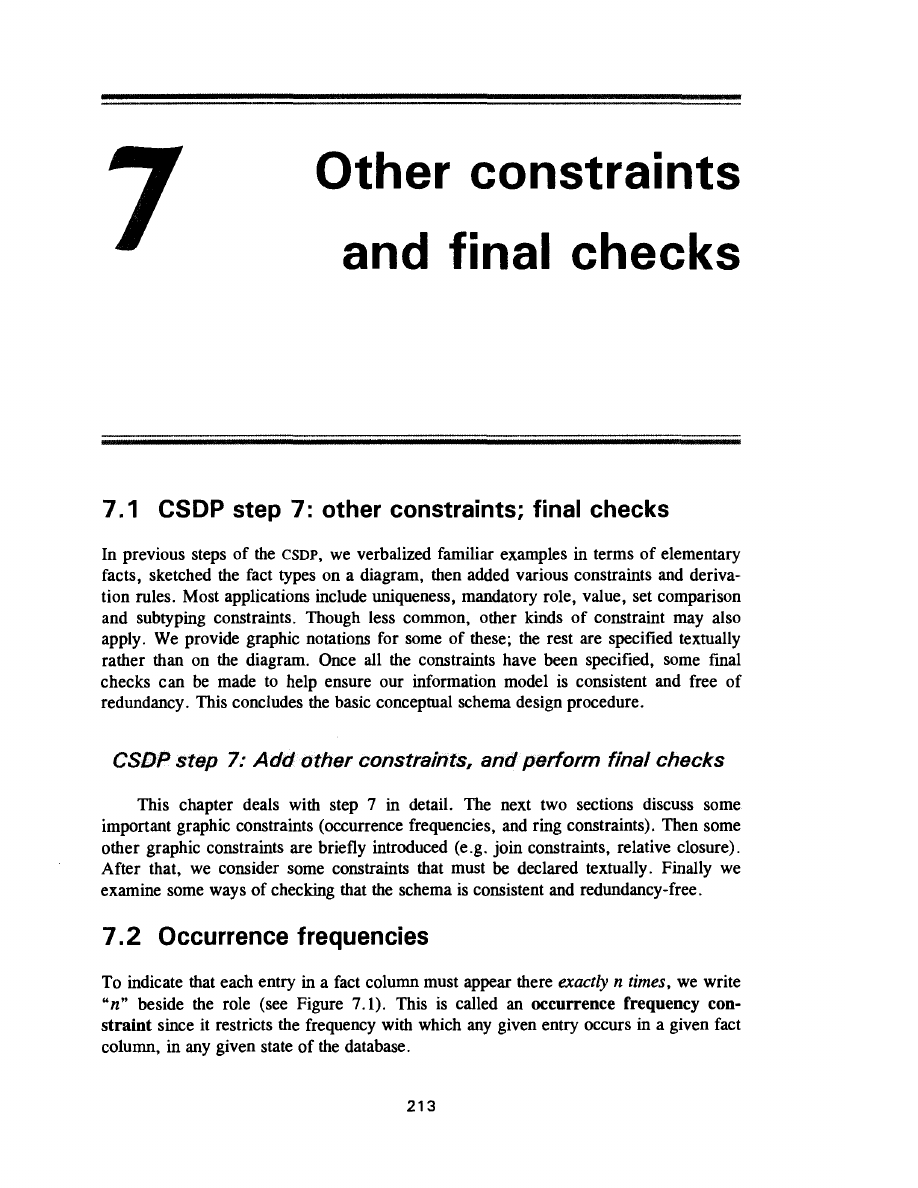 7
Other constraints
and final checks
7.1 CSDP step 7: other constraints; final checks
In previous steps of the CSDP, we verbalized familiar examples in terms of elementary
facts, sketched the fact types on a diagram, then added various constraints and deriva-
tion rules. Most applications include uniqueness, mandatory role, value, set comparison
and subtyping constraints. Though less common, other kinds of constraint may also
apply. We provide graphic notations for some of these; the rest are specified textually
rather than on the diagram. Once all the constraints have been specified, some final
checks can be made to help ensure our information model is consistent and free of
redundancy. This concludes the basic conceptual schema design procedure.
CSDP step 7: Add other constraints, and perform final checks
This chapter deals with step 7 in detail. The next two sections discuss some
important graphic constraints (occurrence frequencies, and ring constraints). Then some
other graphic constraints are briefly introduced (e.g. join constraints, relative closure).
After that, we consider some constraints that must be declared textually. Finally we
examine some ways of checking that the schema is consistent and redundancy-free.
7.2 Occurrence frequencies
To indicate that each entry in a fact column must appear there exactly n times, we write
“n” beside the role (see Figure 7.1). This is called an occurrence frequency con-
straint since it restricts the frequency with which any given entry occurs in a given fact
column, in any given state of the database.
213